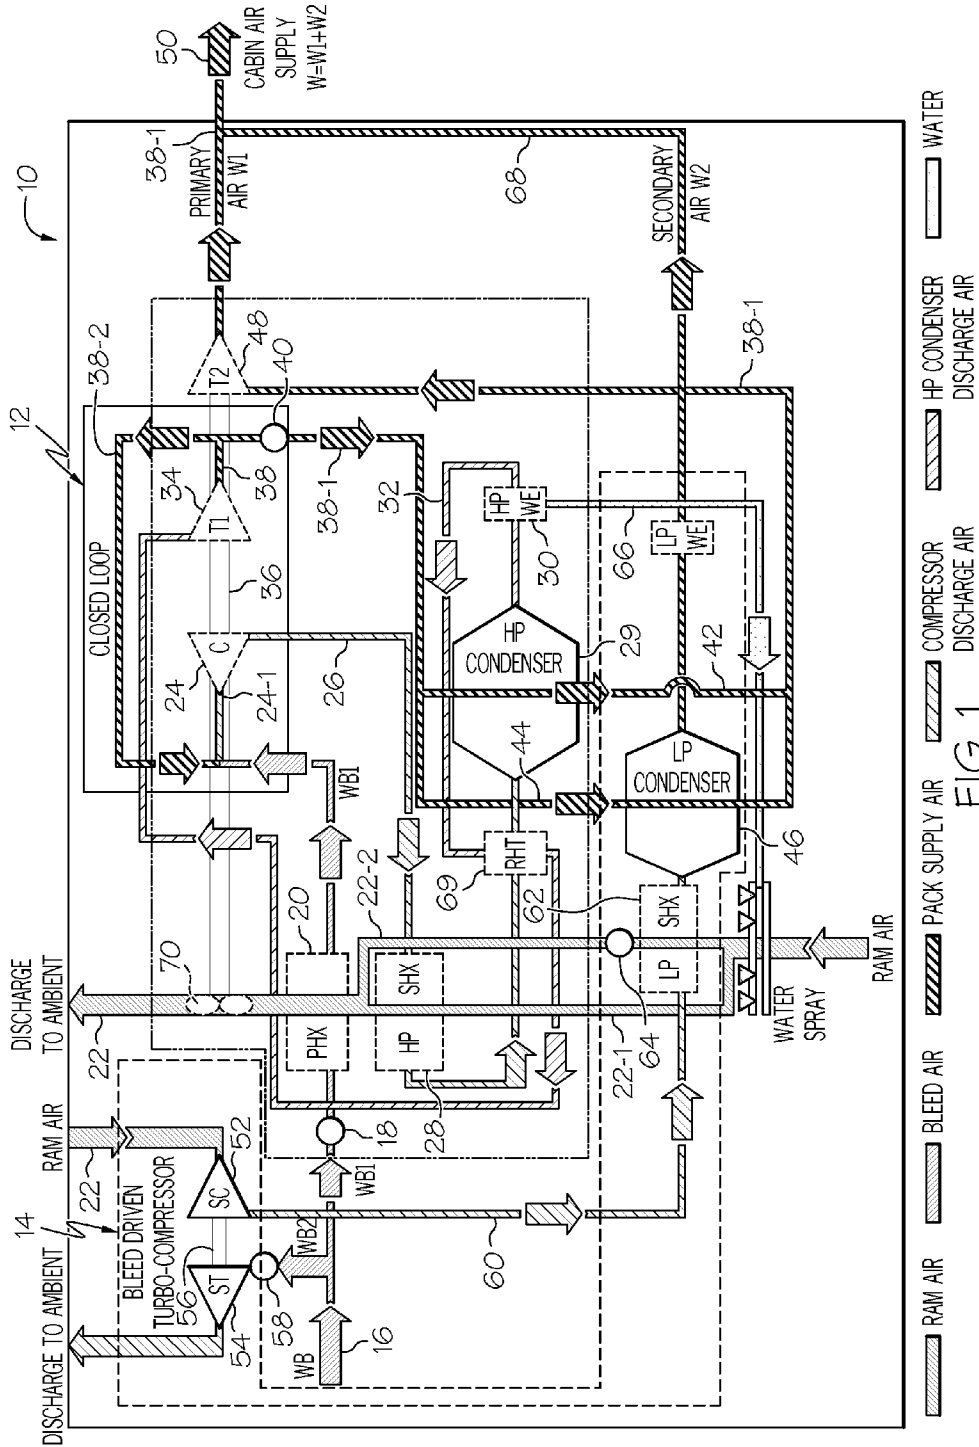 10
12
14
DISCHARGE TO AMBIENT
RAM AIR
DISCHARGE
TO AMBIENT
22
22
BLEED DRIVEN
TURBO-COMPRESSOR
56
ST
SC
52
54
58
WB2
WB
16
WB1
18
60
70
PHX
20
WB1
HP
SHX
28
22-2
22-1
64
CLOSED LOOP
38-2
24
C
24-1
26
36
34
T1
38
40
38-1
T2
48
PRIMARY
AIR W1
38-1
50
CABIN AIR
SUPPLY
W=W1+W2
68
SECONDARY
AIR W2
38-1
32
HP
WE
30
HP
CONDENSER
29
44
RHT
69
62
LP
SHX
LP
CONDENSER
46
42
LP
WE
66
WATER
SPRAY
RAM AIR
RAM AIR
BLEED AIR
PACK SUPPLY AIR
COMPRESSOR
DISCHARGE AIR
HP CONDENSER
DISCHARGE AIR
WATER
FIG. 1